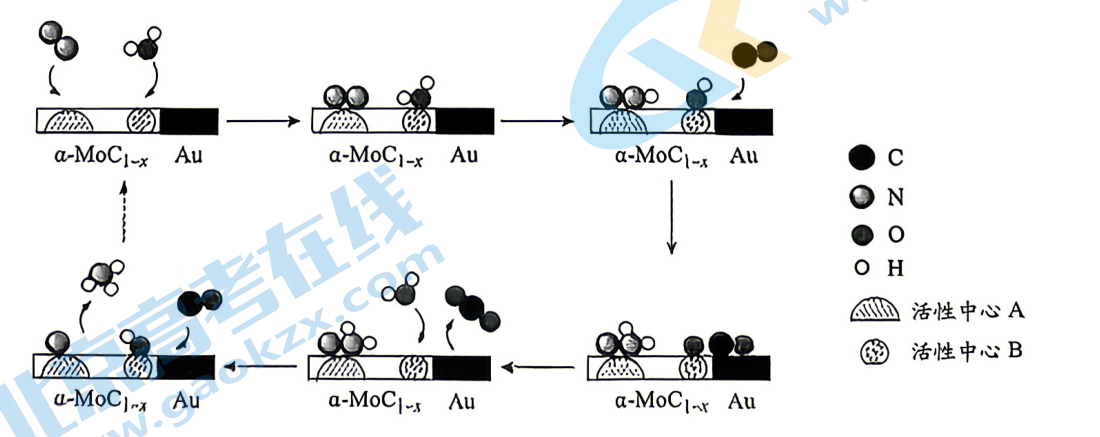 α-MoC1-x Au
α-MoC1-x Au
α-MoC1-x Au
C
N
O
H
活性中心 A
活性中心 B
α-MoC1-x Au
α-MoC1-x Au
α-MoC1-x Au
北京高考在线
www.gaokzx.com